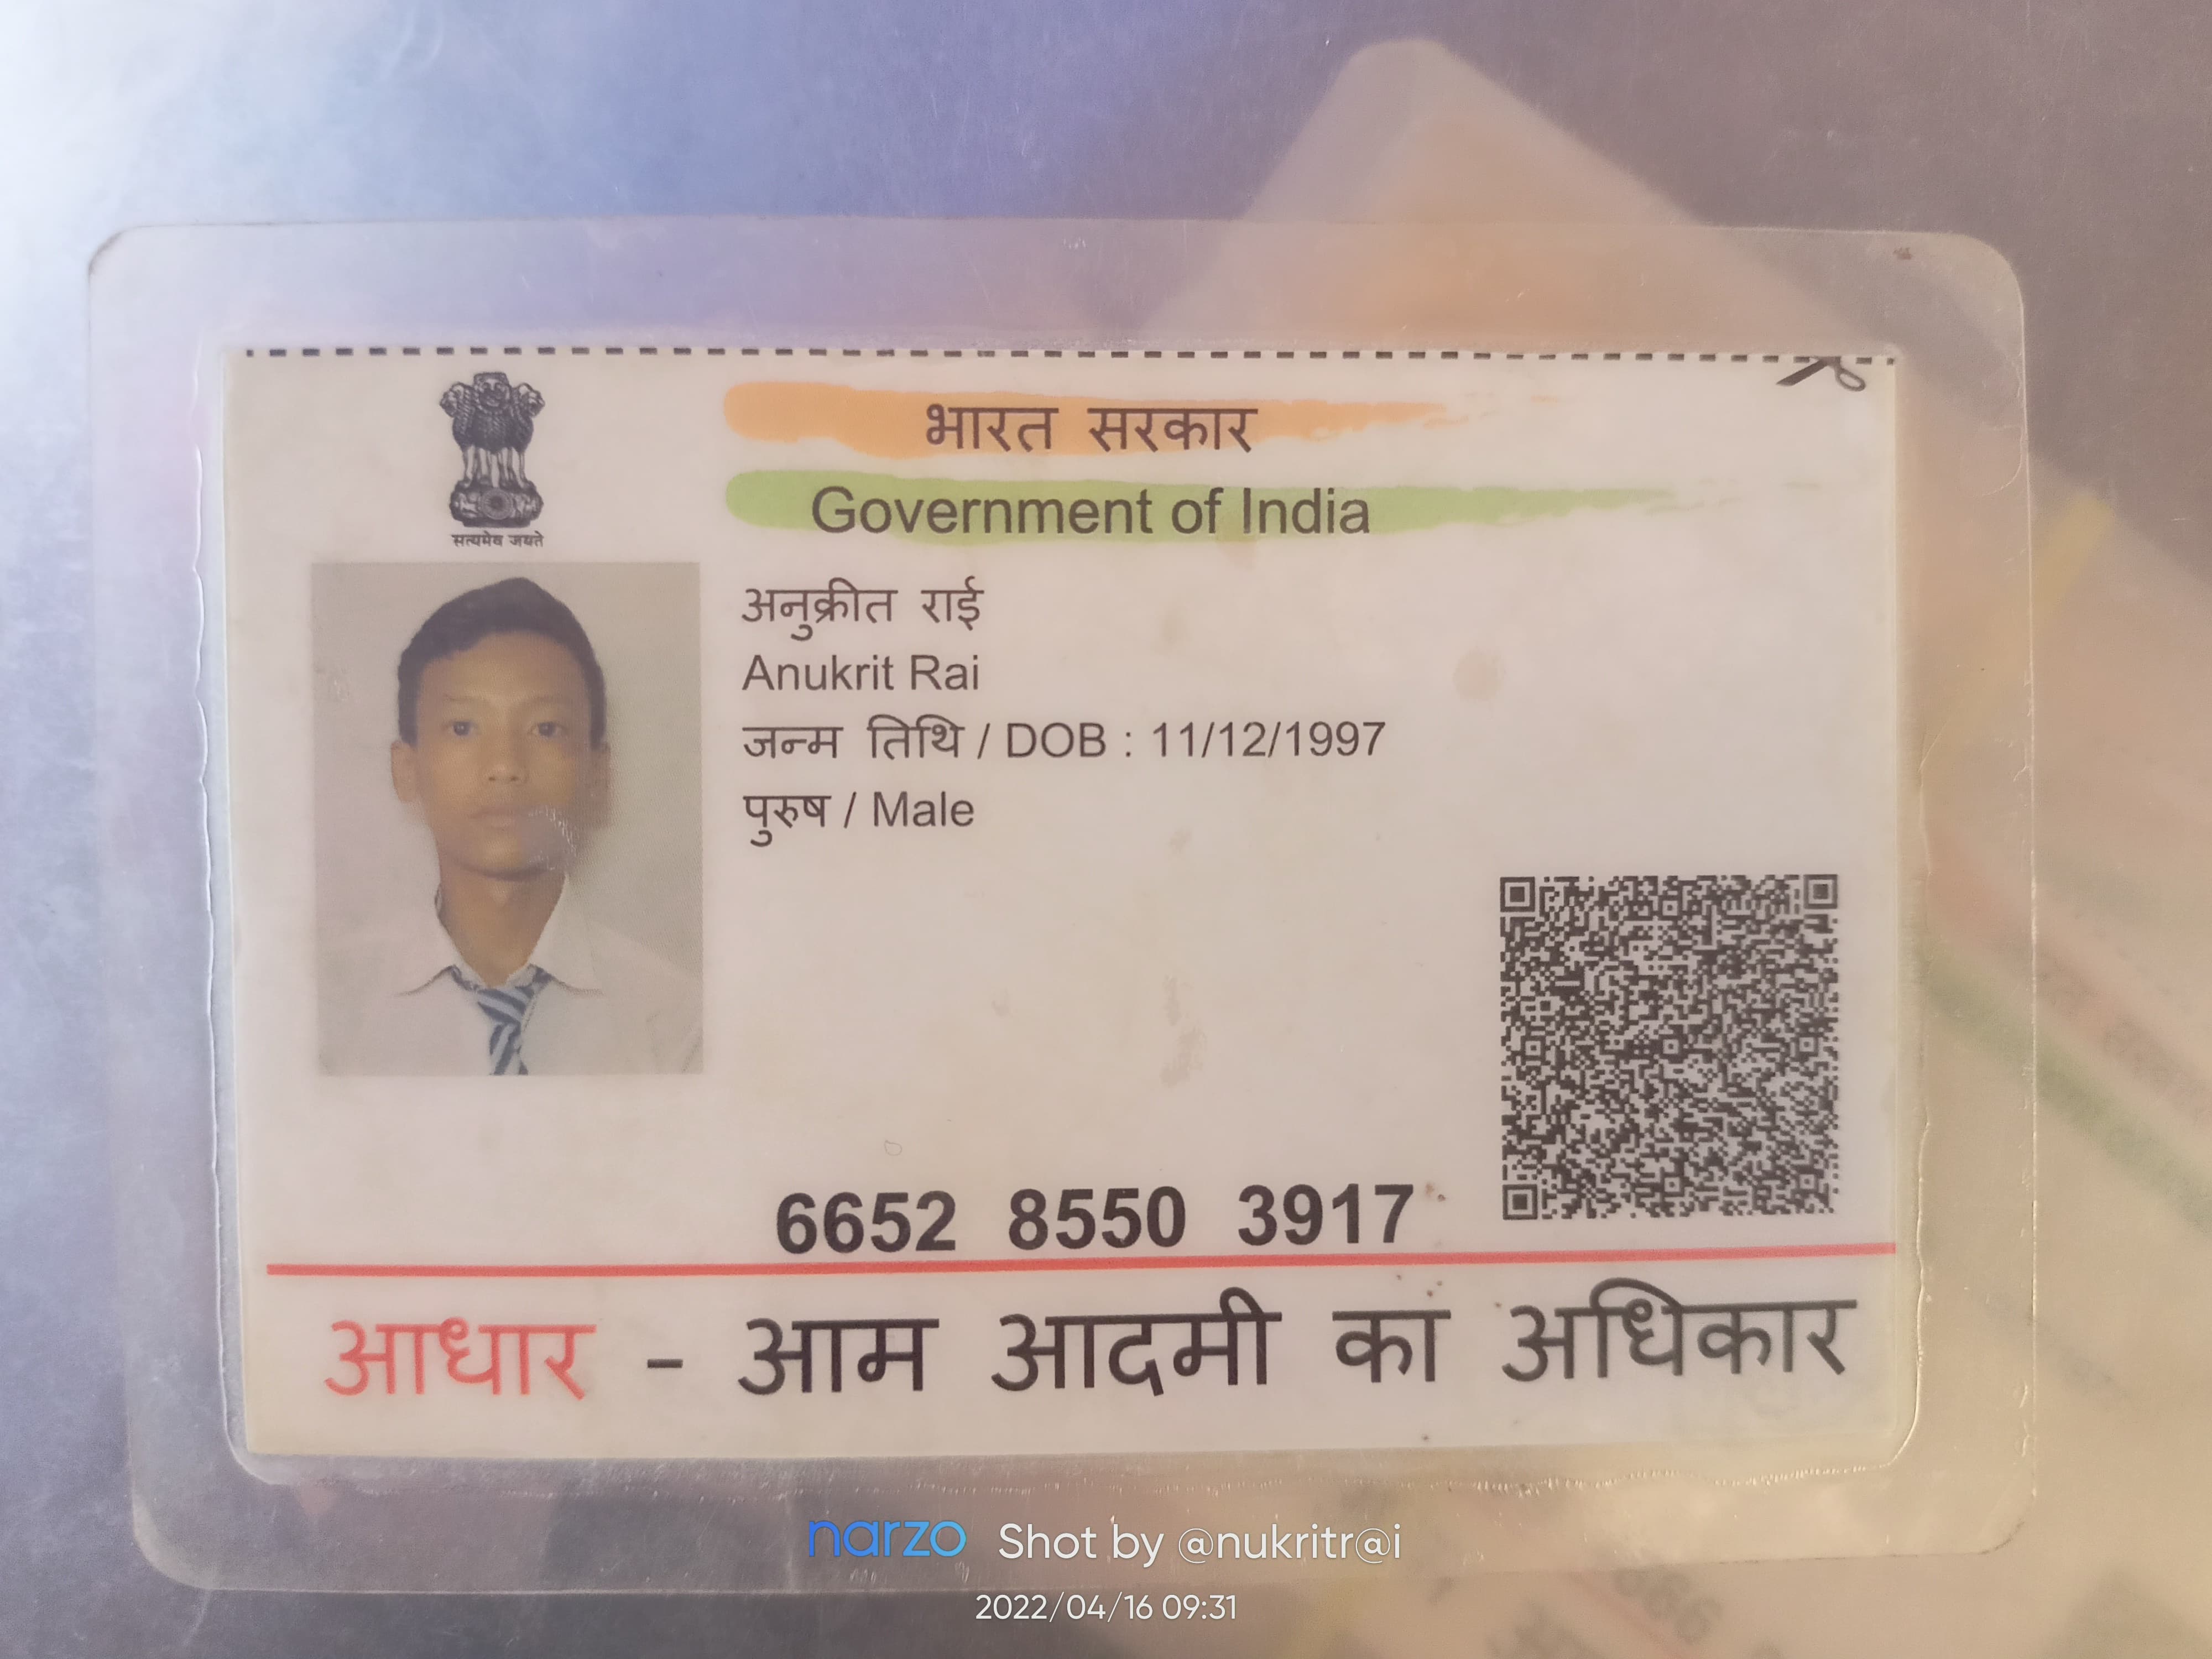 सत्यमेव जयते
भारत सरकार
Government of India
अनुक्रीत राई
Anukrit Rai
जन्म तिथि / DOB : 11/12/1997
पुरुष / Male
6652 8550 3917
आधार - आम आदमी का अधिकार
narzo Shot by @nukritr@i
2022/04/16 09:31